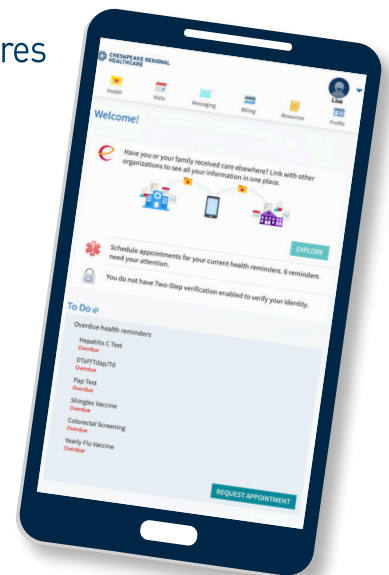 res
CHESAPEAKE REGIONAL
HEALTHCARE
Lisa
Health
Visits
Messaging
Billing
Resources
Profile
Welcome!
Have you or your family received care elsewhere? Link with other
organizations to see all your information in one place.
EXPLORE
Schedule appointments for your current health reminders. 6 reminders
need your attention.
You do not have Two-Step verification enabled to verify your identity.
To Do
Overdue health reminders
Hepatitis C Test
Overdue
DTaP/Tdap/Td
Overdue
Pap Test
Overdue
Shingles Vaccine
Overdue
Colorectal Screening
Overdue
Yearly Flu Vaccine
Overdue
REQUEST APPOINTMENT